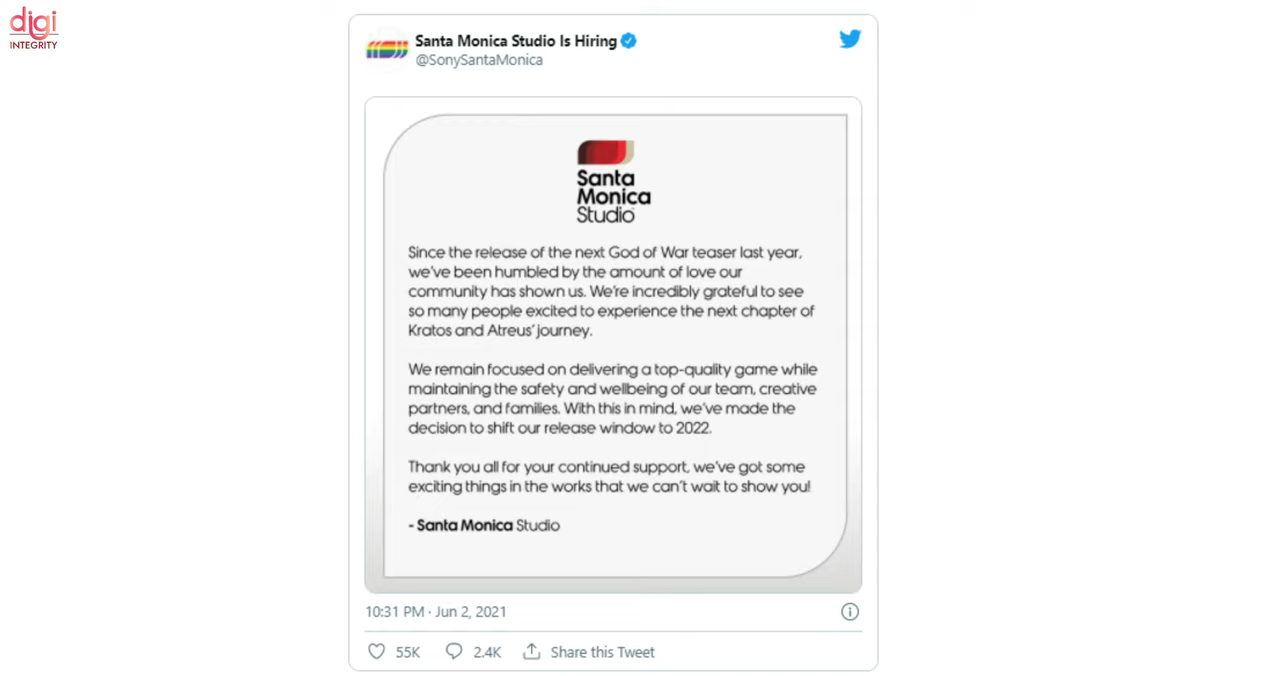 digi
INTEGRITY
Santa Monica Studio Is Hiring
@SonySantaMonica
Santa
Monica
Studio
Since the release of the next God of War teaser last year,
we've been humbled by the amount of love our
community has shown us. We're incredibly grateful to see
so many people excited to experience the next chapter of
Kratos and Atreus' journey.
We remain focused on delivering a top-quality game while
maintaining the safety and wellbeing of our team, creative
partners, and families. With this in mind, we've made the
decision to shift our release window to 2022.
Thank you all for your continued support, we've got some
exciting things in the works that we can't wait to show you!
- Santa Monica Studio
10:31 PM · Jun 2, 2021
55K 2.4K Share this Tweet